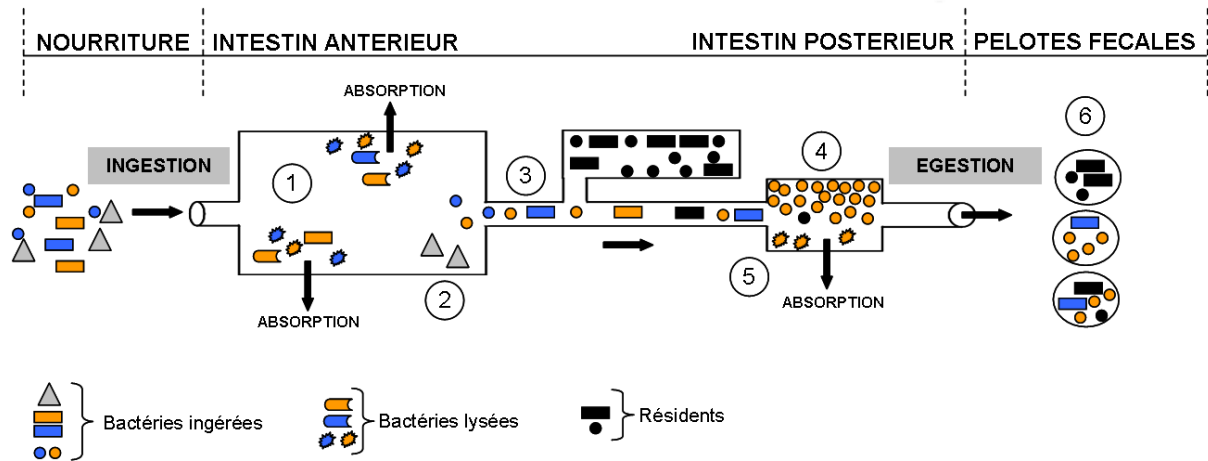 NOURRITURE INTESTIN ANTERIEUR INTESTIN POSTERIEUR PELOTES FECALES
ABSORPTION
6
INGESTION
1
3
4
EGESTION
5
2
ABSORPTION
ABSORPTION
Bactéries ingérées
Bactéries lysées
Résidents